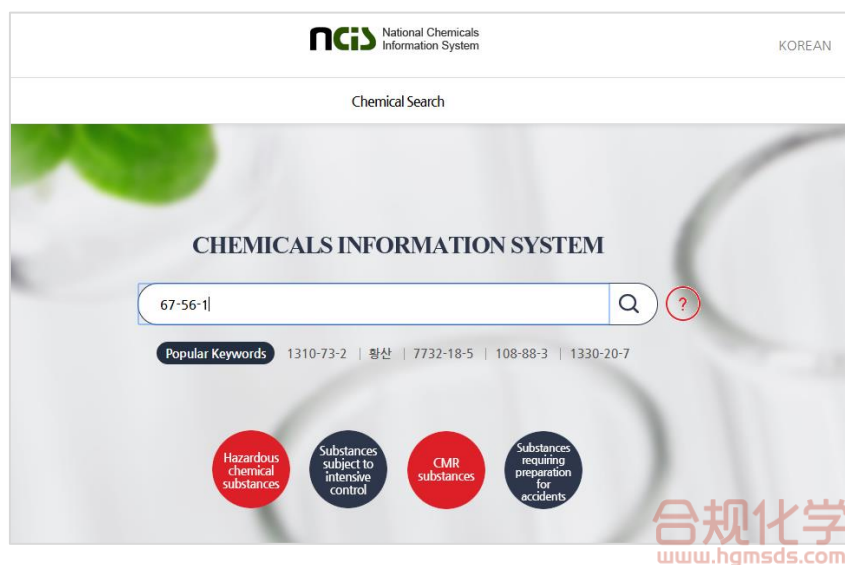 ncis National Chemicals
Information System
KOREAN
Chemical Search
CHEMICALS INFORMATION SYSTEM
67-56-1
?
Popular Keywords 1310-73-2 | 황산 | 7732-18-5 | 108-88-3 | 1330-20-7
Hazardous
chemical
substances
Substances
subject to
intensive
control
CMR
substances
Substances
requiring
preparation
for
accidents
合规化学
www.hgmsds.com